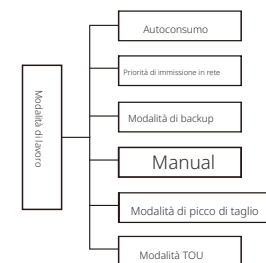 Modalità di lavoro
Autoconsumo
Priorità di immissione in rete
Modalità di backup
Manual
Modalità di picco di taglio
Modalità TOU